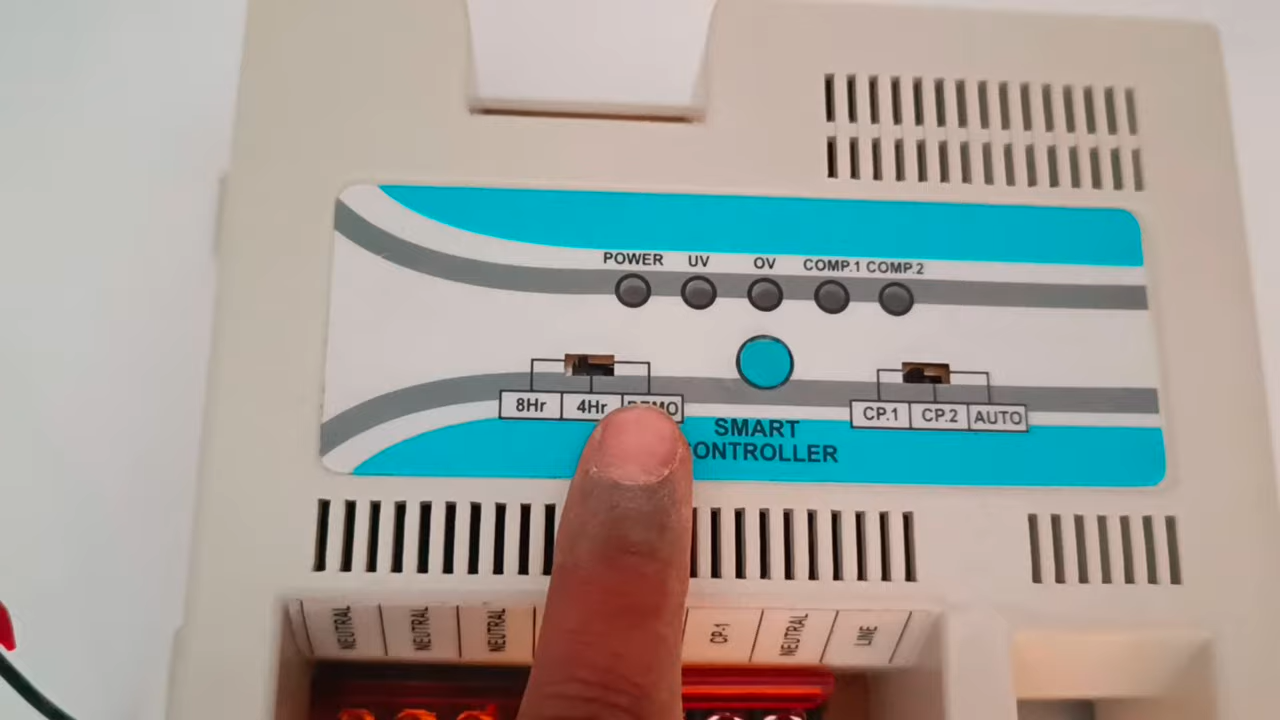 POWER UV OV COMP.1 COMP.2
8Hr 4Hr DEMO
CP.1 CP.2 AUTO
SMART
CONTROLLER
NEUTRAL NEUTRAL NEUTRAL CP-1 NEUTRAL LINE